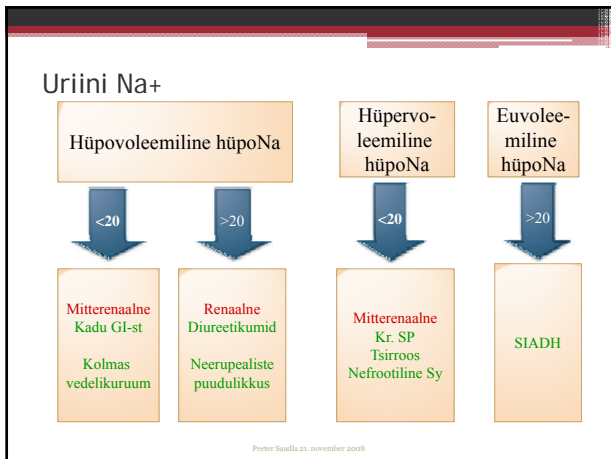 Uriini Na+
Hüpovoleemiline hüpoNa
Hüpervo-
leemiline
hüpoNa
Euvolee-
miline
hüpoNa
<20
>20
<20
>20
Mitterenaalne
Kadu GI-st
Kolmas
vedelikuruum
Renaalne
Diureetikumid
Neerupealiste
puudulikkus
Mitterenaalne
Kr. SP
Tsirroos
Nefrootiline Sy
SIADH
Peeter Saadla 21. november 2008